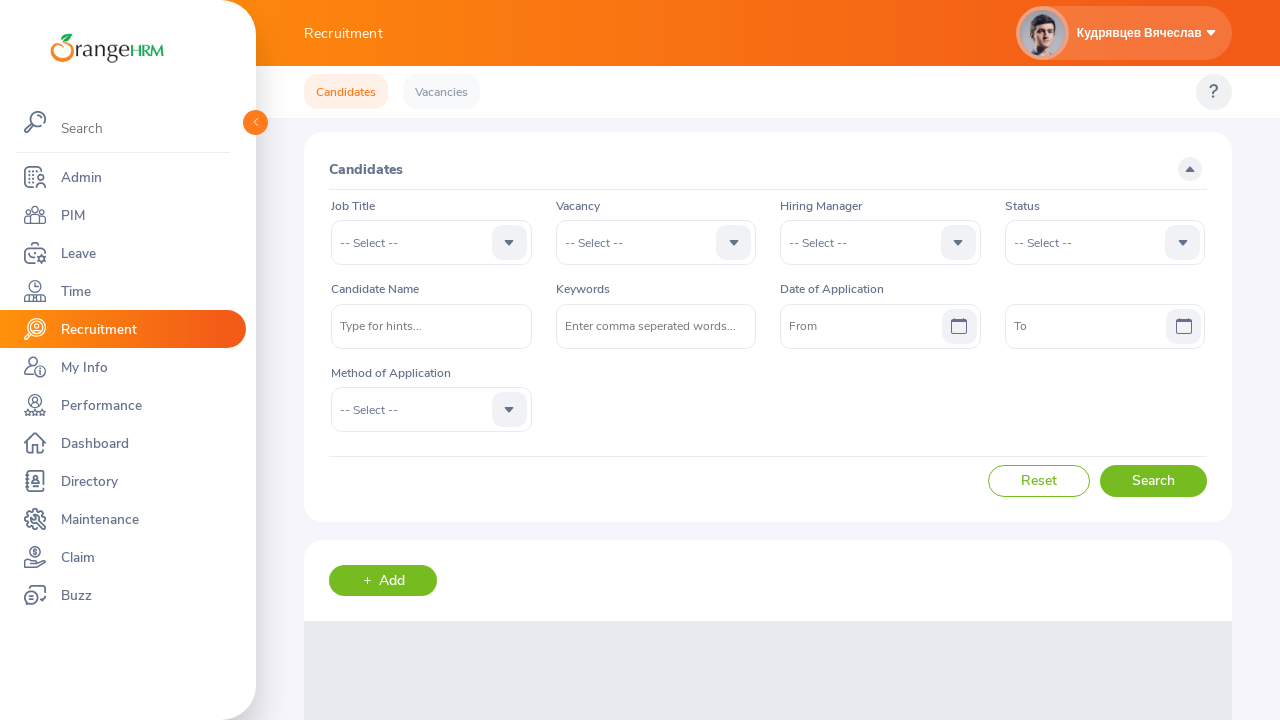 OrangeHRM
Search
Admin
PIM
Leave
Time
Recruitment
My Info
Performance
Dashboard
Directory
Maintenance
Claim
Buzz
Recruitment
Кудрявцев Вячеслав
Candidates
Vacancies
?
Candidates
Job Title
Vacancy
Hiring Manager
Status
-- Select --
-- Select --
-- Select --
-- Select --
Candidate Name
Keywords
Date of Application
Type for hints...
Enter comma seperated words...
From
To
Method of Application
-- Select --
Reset
Search
+ Add